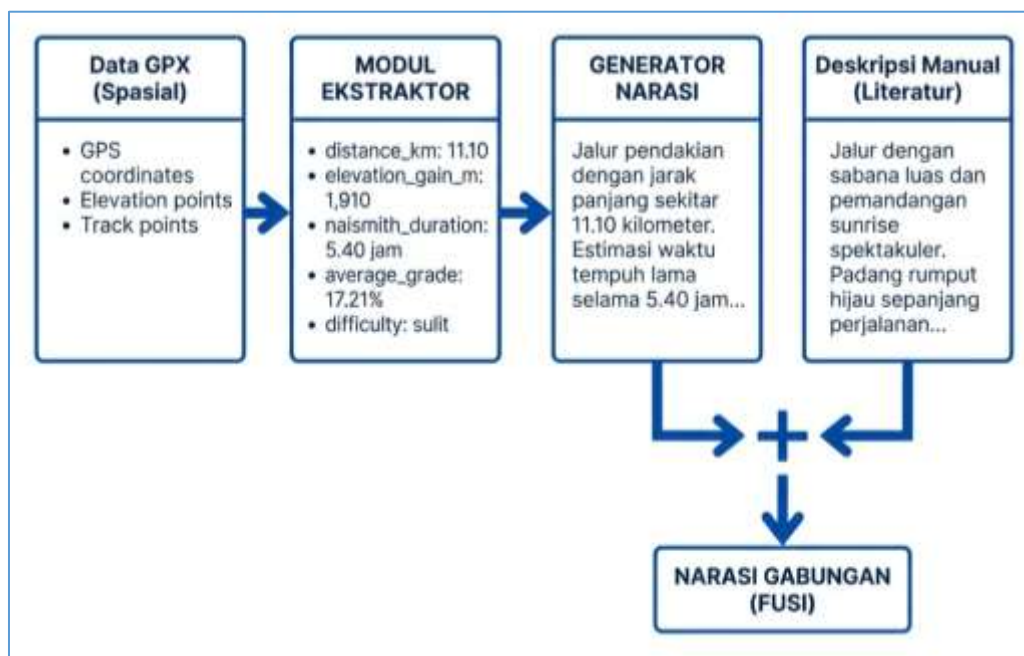 Data GPX
(Spasial)
• GPS
coordinates
• Elevation points
• Track points
MODUL
EKSTRAKTOR
• distance_km: 11.10
• elevation_gain_m:
1,910
• naismith_duration:
5.40 jam
• average_grade:
17.21%
• difficulty: sulit
GENERATOR
NARASI
Jalur pendakian
dengan jarak
panjang sekitar
11.10 kilometer.
Estimasi waktu
tempuh lama
selama 5.40 jam...
Deskripsi Manual
(Literatur)
Jalur dengan
sabana luas dan
pemandangan
sunrise
spektakuler.
Padang rumput
hijau sepanjang
perjalanan...
NARASI GABUNGAN
(FUSI)